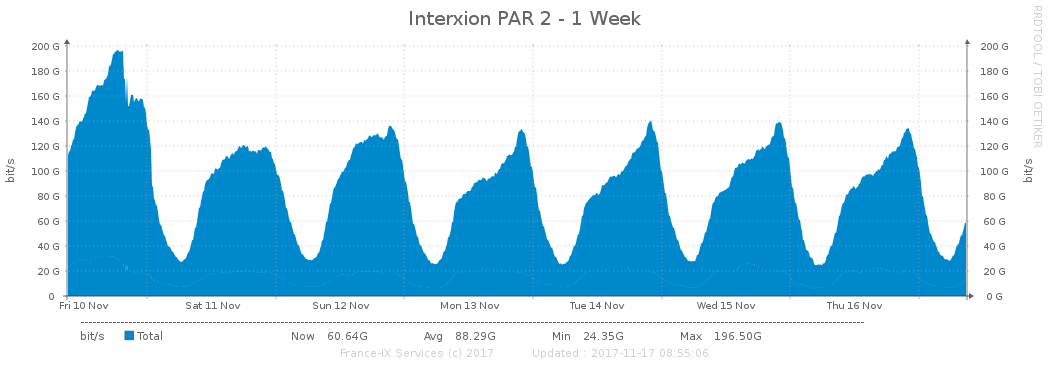 Interxion PAR 2 - 1 Week
RRDTOOL / TOBI OETIKER
bit/s
200 G 200 G
180 G 180 G
160 G 160 G
140 G 140 G
120 G 120 G
100 G 100 G
80 G 80 G
60 G 60 G
40 G 40 G
20 G 20 G
0 0 G
bit/s
Fri 10 Nov Sat 11 Nov Sun 12 Nov Mon 13 Nov Tue 14 Nov Wed 15 Nov Thu 16 Nov
bit/s Total Now 60.64G Avg 88.29G Min 24.35G Max 196.50G
France-IX Services (c) 2017 Updated : 2017-11-17 08:55:06